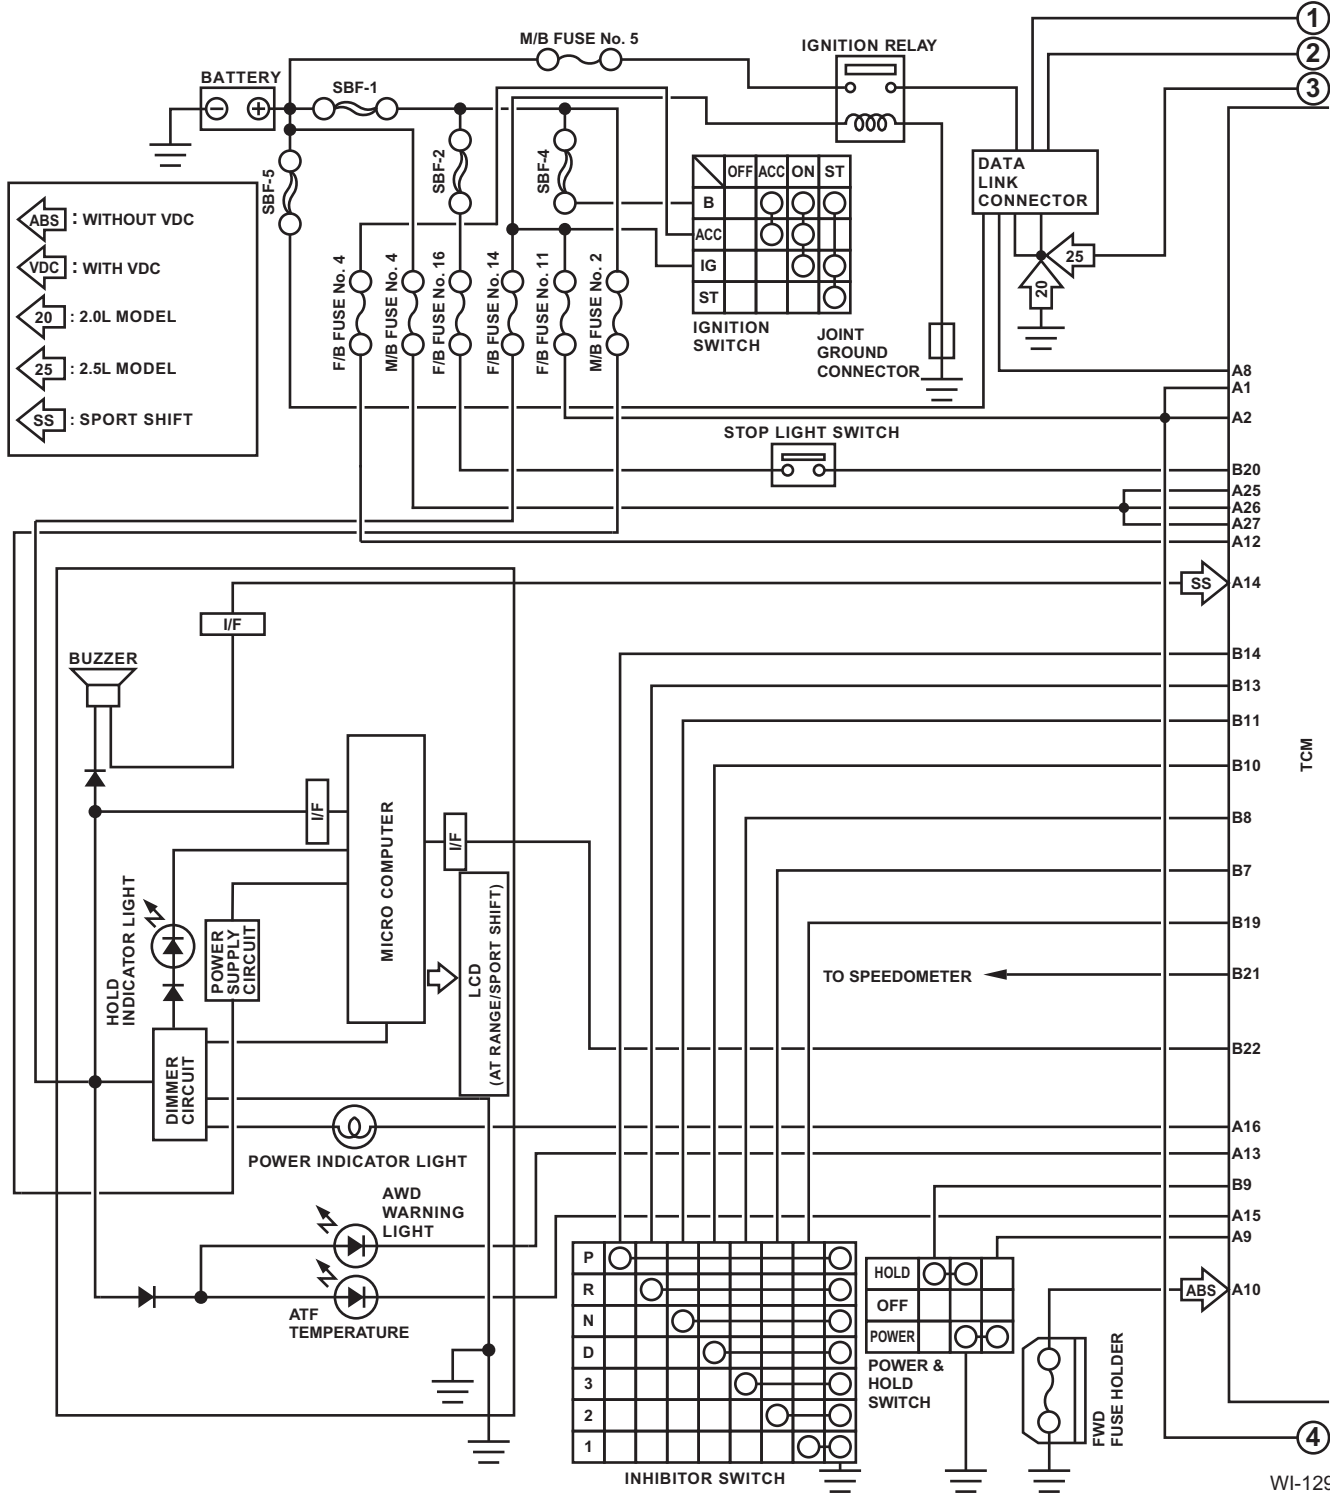 1
M/B FUSE No. 5
IGNITION RELAY
2
BATTERY
SBF-1
3
SBF-5
SBF-2
SBF-4
OFF ACC ON ST
B
ACC
IG
ST
IGNITION
SWITCH
DATA
LINK
CONNECTOR
25
20
JOINT
GROUND
CONNECTOR
ABS : WITHOUT VDC
VDC : WITH VDC
20 : 2.0L MODEL
25 : 2.5L MODEL
SS : SPORT SHIFT
F/B FUSE No. 4
M/B FUSE No. 4
F/B FUSE No. 16
F/B FUSE No. 14
F/B FUSE No. 11
M/B FUSE No. 2
A8
A1
A2
STOP LIGHT SWITCH
B20
A25
A26
A27
A12
SS
A14
I/F
BUZZER
B14
B13
B11
B10
B8
B7
B19
TCM
I/F
MICRO COMPUTER
I/F
HOLD
INDICATOR LIGHT
POWER
SUPPLY
CIRCUIT
LCD
(AT RANGE/SPORT SHIFT)
TO SPEEDOMETER
B21
B22
DIMMER
CIRCUIT
A16
POWER INDICATOR LIGHT
A13
B9
AWD
WARNING
LIGHT
A15
A9
ATF
TEMPERATURE
P
R
N
D
3
2
1
INHIBITOR SWITCH
HOLD
OFF
POWER
POWER &
HOLD
SWITCH
ABS
A10
FWD
FUSE HOLDER
4
WI-129